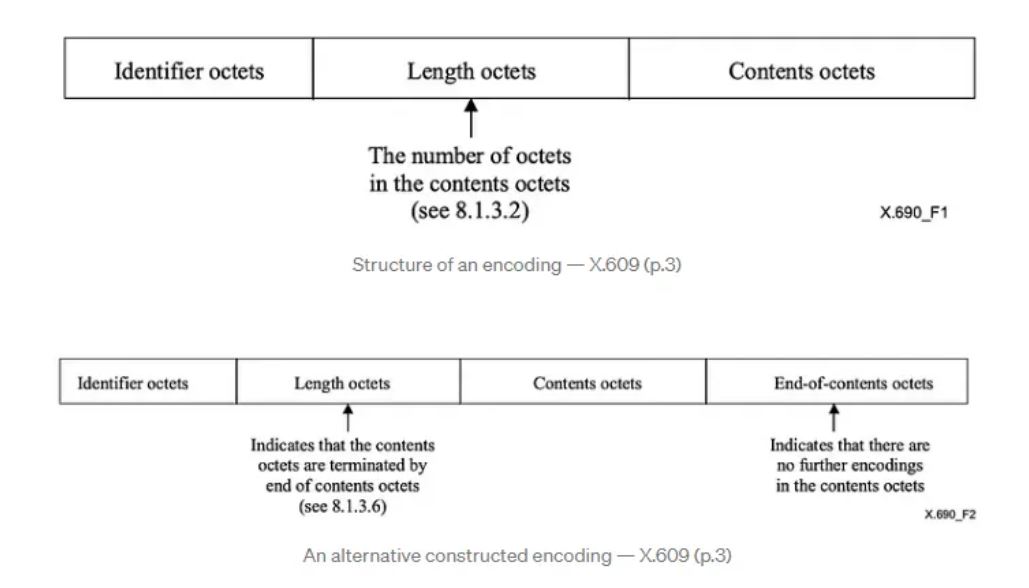 Identifier octets Length octets Contents octets
The number of octets
in the contents octets
(see 8.1.3.2)
X.690_F1
Structure of an encoding — X.609 (p.3)
Identifier octets Length octets Contents octets End-of-contents octets
Indicates that the contents
octets are terminated by
end of contents octets
(see 8.1.3.6)
Indicates that there are
no further encodings
in the contents octets
X.690_F2
An alternative constructed encoding — X.609 (p.3)